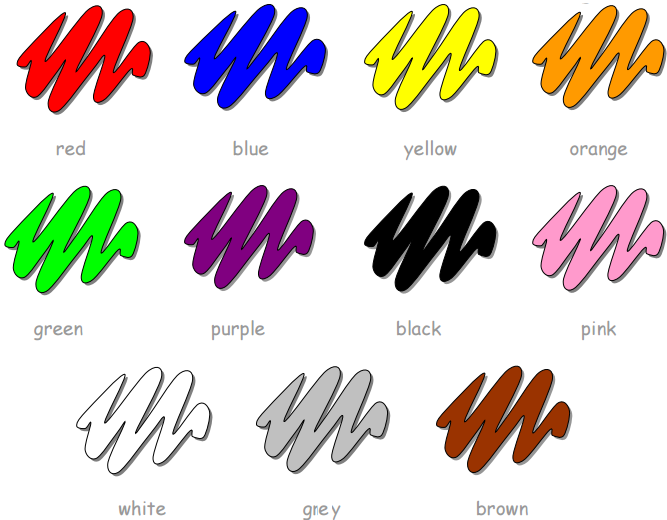 red blue yellow orange
green purple black pink
white grey brown